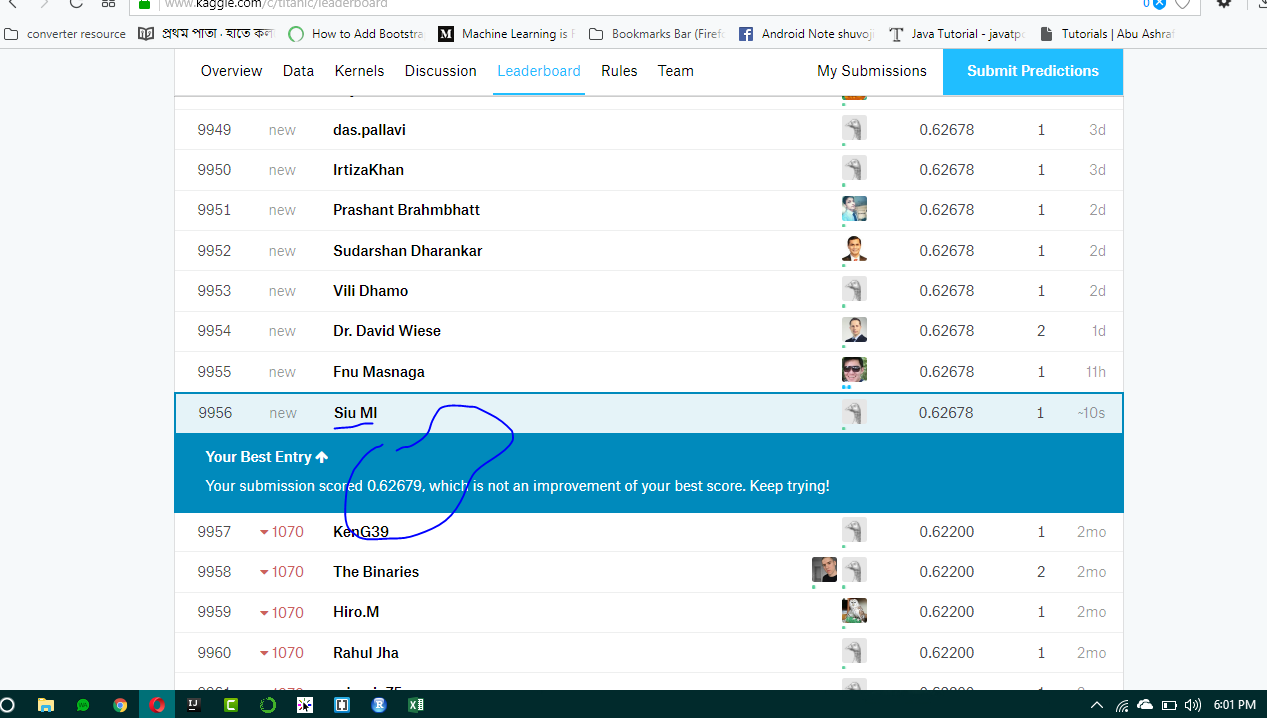 www.kaggle.com/c/titanic/leaderboard 0
converter resource প্রথম পাতা · হাতে কল How to Add Bootstra M Machine Learning is Bookmarks Bar (Firef Android Note shuvoj Java Tutorial - javatp Tutorials | Abu Ashraf
Overview Data Kernels Discussion Leaderboard Rules Team My Submissions Submit Predictions
9949 new das.pallavi 0.62678 1 3d
9950 new IrtizaKhan 0.62678 1 3d
9951 new Prashant Brahmbhatt 0.62678 1 2d
9952 new Sudarshan Dharankar 0.62678 1 2d
9953 new Vili Dhamo 0.62678 1 2d
9954 new Dr. David Wiese 0.62678 2 1d
9955 new Fnu Masnaga 0.62678 1 11h
9956 new Siu MI 0.62678 1 ~10s
Your Best Entry
Your submission scored 0.62679, which is not an improvement of your best score. Keep trying!
9957 1070 KenG39 0.62200 1 2mo
9958 1070 The Binaries 0.62200 2 2mo
9959 1070 Hiro.M 0.62200 1 2mo
9960 1070 Rahul Jha 0.62200 1 2mo
6:01 PM